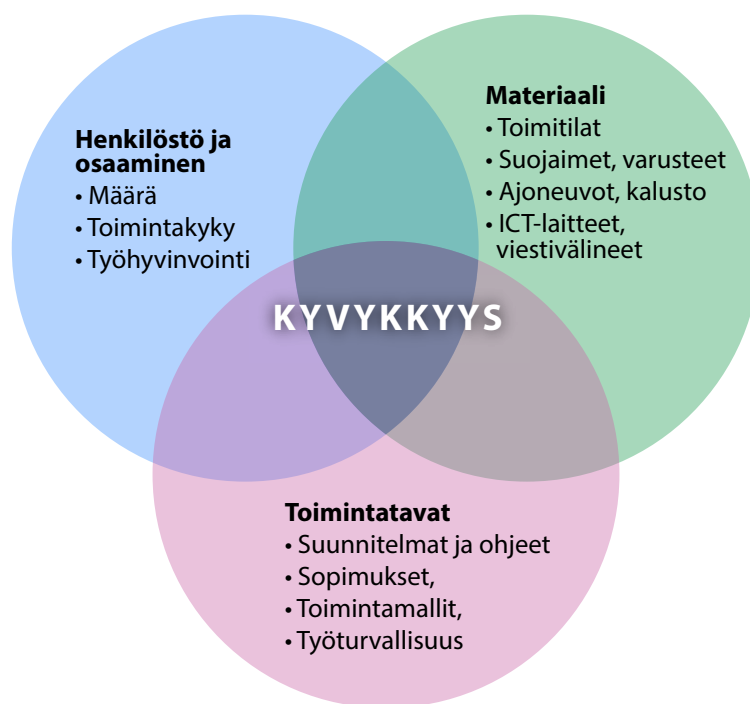 Henkilöstö ja
osaaminen
• Määrä
• Toimintakyky
• Työhyvinvointi
Materiaali
• Toimitilat
• Suojaimet, varusteet
• Ajoneuvot, kalusto
• ICT-laitteet,
viestivälineet
KYVYKKYYS
Toimintatavat
• Suunnitelmat ja ohjeet
• Sopimukset,
• Toimintamallit,
• Työturvallisuus